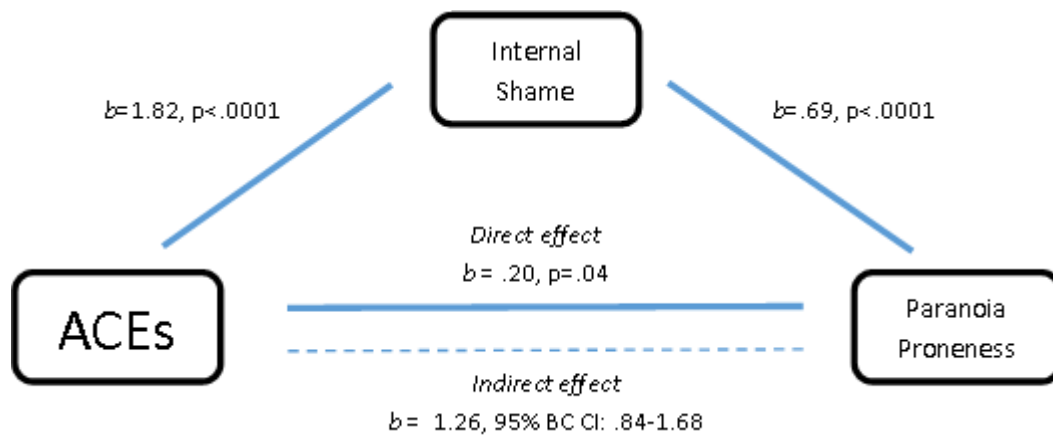 Internal
Shame
b=1.82, p<.0001
b=.69, p<.0001
Direct effect
b = .20, p=.04
ACEs
Paranoia
Proneness
Indirect effect
b = 1.26, 95% BC CI: .84-1.68